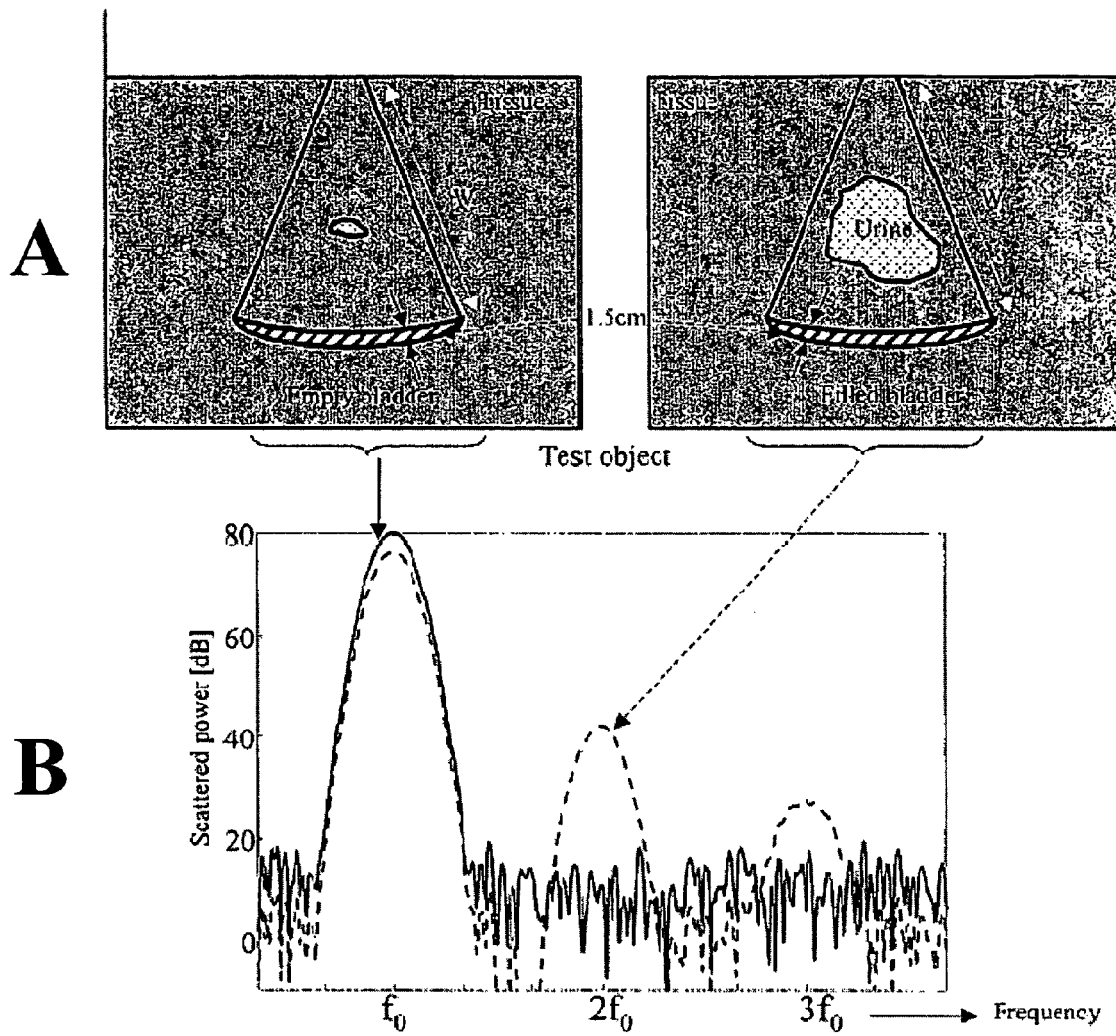 A
Tissue
W
Empty bladder
1.5cm
Tissue
Urine
W
Filled bladder
Test object
B
Scattered power [dB]
80
60
40
20
0
f₀
2f₀
3f₀
Frequency